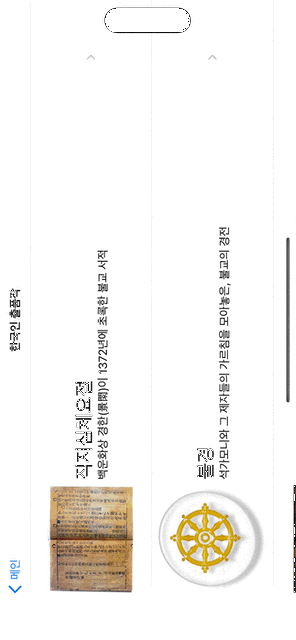 메인
한국인 출품작
직지심체요절
백운화상 경한(景閑)이 1372년에 초록한 불교 서적
불경
석가모니와 그 제자들의 가르침을 모아놓은, 불교의 경전